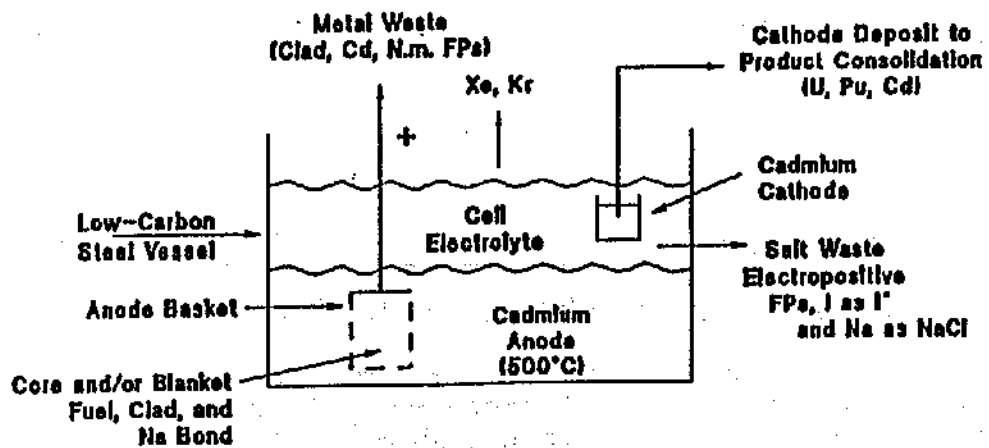 Metal Waste
(Clad, Cd, N.m. FPs)
Cathode Deposit to
Product Consolidation
(U, Pu, Cd)
Xe, Kr
+
Cadmium
Cathode
Low-Carbon
Steel Vessel
Cell
Electrolyte
Salt Waste
Electropositive
FPs, I as I⁻
and Na as NaCl
Anode Basket
Cadmium
Anode
(500°C)
Core and/or Blanket
Fuel, Clad, and
Na Bond